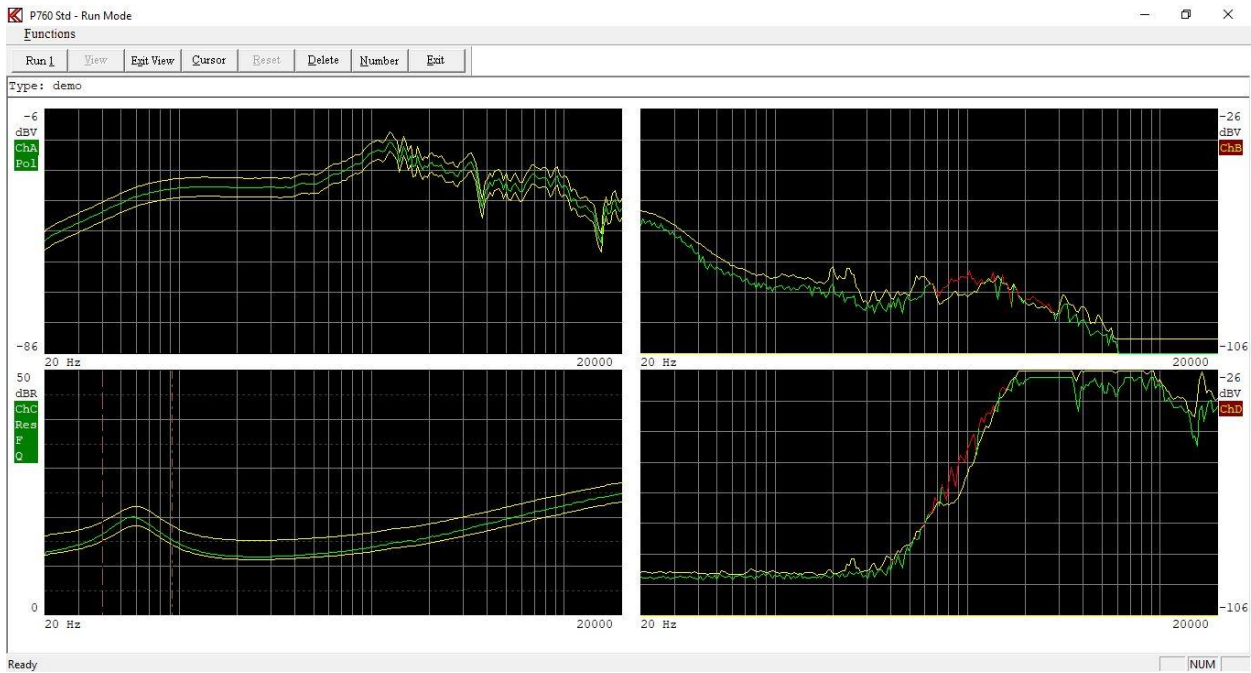 P760 Std - Run Mode
Functions
Run 1 View Exit View Cursor Reset Delete Number Exit
Type: demo
-6
dBV
ChA
Pol
-86
20 Hz 20000
-26
dBV
ChB
-106
20 Hz 20000
50
dBR
ChC
Res
F
Q
0
20 Hz 20000
-26
dBV
ChD
-106
20 Hz 20000
Ready NUM